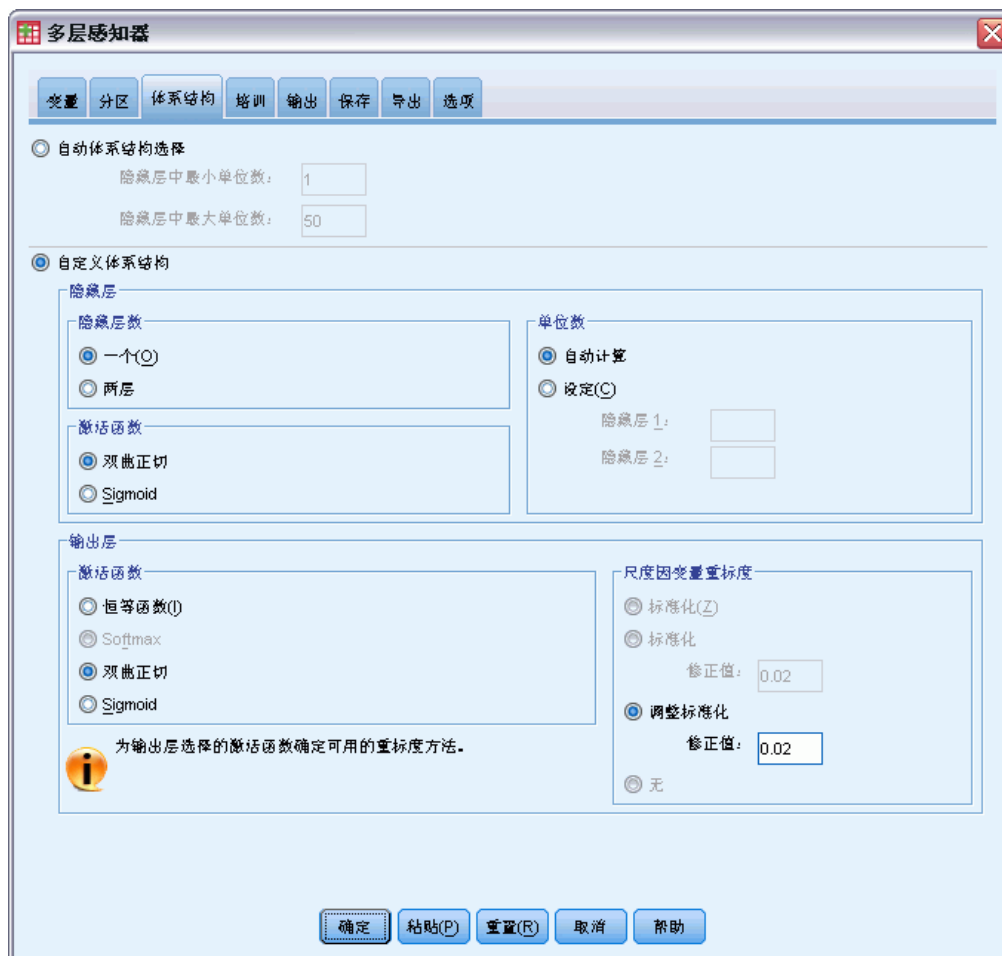 多层感知器
变量 分区 体系结构 培训 输出 保存 导出 选项
自动体系结构选择
隐藏层中最小单位数： 1
隐藏层中最大单位数： 50
自定义体系结构
隐藏层
隐藏层数
一个(O)
两层
激活函数
双曲正切
Sigmoid
单位数
自动计算
设定(C)
隐藏层 1：
隐藏层 2：
输出层
激活函数
恒等函数(I)
Softmax
双曲正切
Sigmoid
为输出层选择的激活函数确定可用的重标度方法。
尺度因变量重标度
标准化(Z)
标准化
修正值： 0.02
调整标准化
修正值： 0.02
无
确定 粘贴(P) 重置(R) 取消 帮助